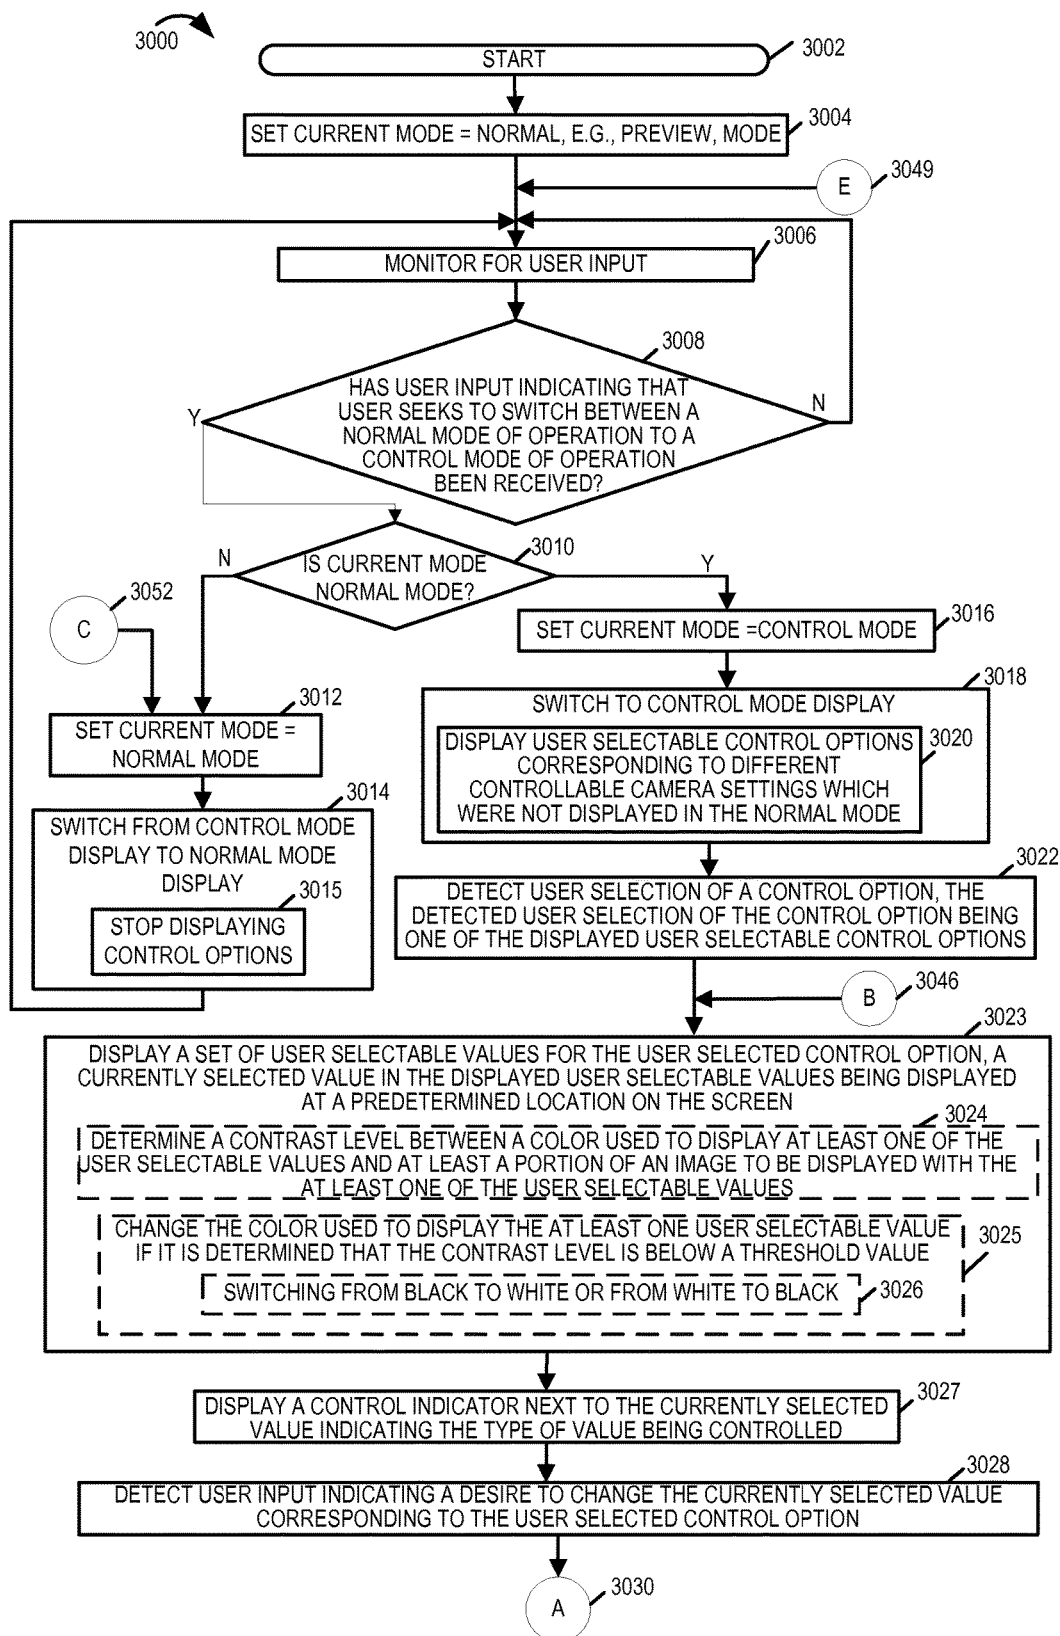 3000
START
3002
SET CURRENT MODE = NORMAL, E.G., PREVIEW, MODE
3004
E
3049
3006
MONITOR FOR USER INPUT
3008
HAS USER INPUT INDICATING THAT
USER SEEKS TO SWITCH BETWEEN A
NORMAL MODE OF OPERATION TO A
CONTROL MODE OF OPERATION
BEEN RECEIVED?
Y
N
3010
IS CURRENT MODE
NORMAL MODE?
N
Y
3052
C
3016
SET CURRENT MODE =CONTROL MODE
3012
SET CURRENT MODE =
NORMAL MODE
3018
SWITCH TO CONTROL MODE DISPLAY
DISPLAY USER SELECTABLE CONTROL OPTIONS
CORRESPONDING TO DIFFERENT
CONTROLLABLE CAMERA SETTINGS WHICH
WERE NOT DISPLAYED IN THE NORMAL MODE
3020
3014
SWITCH FROM CONTROL MODE
DISPLAY TO NORMAL MODE
DISPLAY
3015
STOP DISPLAYING
CONTROL OPTIONS
3022
DETECT USER SELECTION OF A CONTROL OPTION, THE
DETECTED USER SELECTION OF THE CONTROL OPTION BEING
ONE OF THE DISPLAYED USER SELECTABLE CONTROL OPTIONS
B
3046
3023
DISPLAY A SET OF USER SELECTABLE VALUES FOR THE USER SELECTED CONTROL OPTION, A
CURRENTLY SELECTED VALUE IN THE DISPLAYED USER SELECTABLE VALUES BEING DISPLAYED
AT A PREDETERMINED LOCATION ON THE SCREEN
3024
DETERMINE A CONTRAST LEVEL BETWEEN A COLOR USED TO DISPLAY AT LEAST ONE OF THE
USER SELECTABLE VALUES AND AT LEAST A PORTION OF AN IMAGE TO BE DISPLAYED WITH THE
AT LEAST ONE OF THE USER SELECTABLE VALUES
CHANGE THE COLOR USED TO DISPLAY THE AT LEAST ONE USER SELECTABLE VALUE
IF IT IS DETERMINED THAT THE CONTRAST LEVEL IS BELOW A THRESHOLD VALUE
3025
SWITCHING FROM BLACK TO WHITE OR FROM WHITE TO BLACK
3026
DISPLAY A CONTROL INDICATOR NEXT TO THE CURRENTLY SELECTED
VALUE INDICATING THE TYPE OF VALUE BEING CONTROLLED
3027
3028
DETECT USER INPUT INDICATING A DESIRE TO CHANGE THE CURRENTLY SELECTED VALUE
CORRESPONDING TO THE USER SELECTED CONTROL OPTION
A
3030